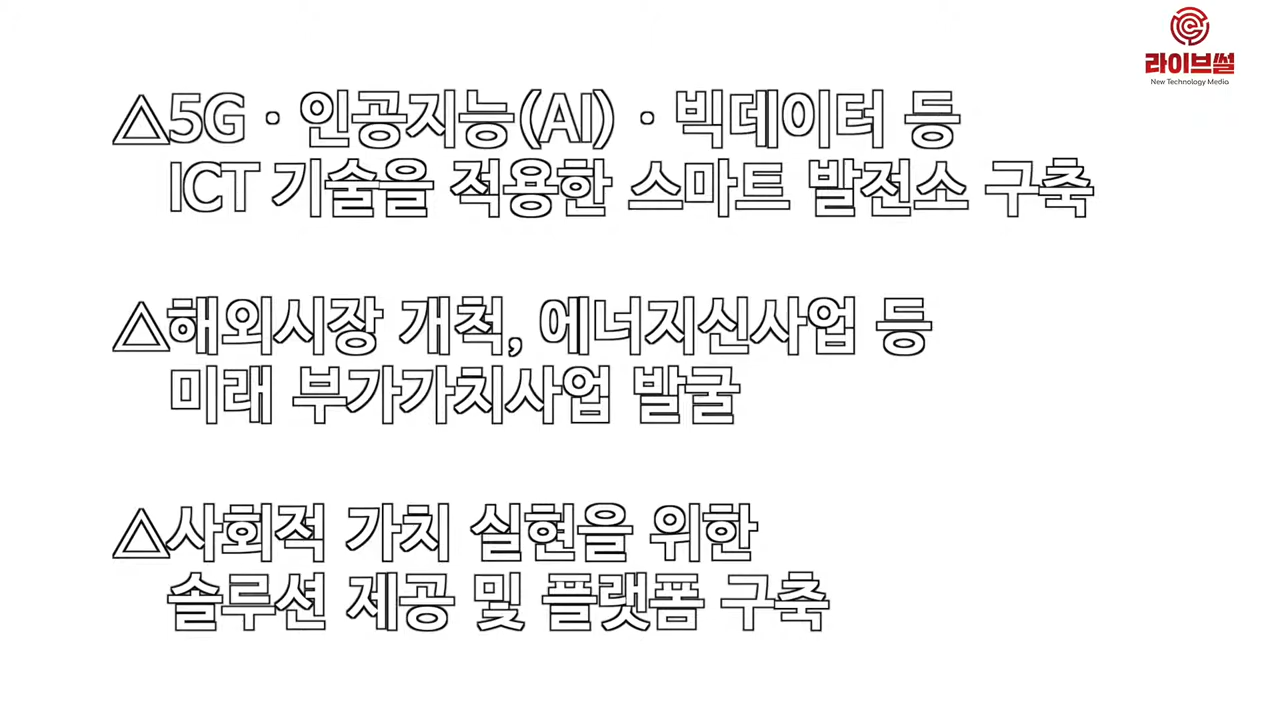 라이브썰
New Technology Media
△5G · 인공지능(AI) · 빅데이터 등
ICT 기술을 적용한 스마트 발전소 구축
△해외시장 개척, 에너지신사업 등
미래 부가가치사업 발굴
△사회적 가치 실현을 위한
솔루션 제공 및 플랫폼 구축